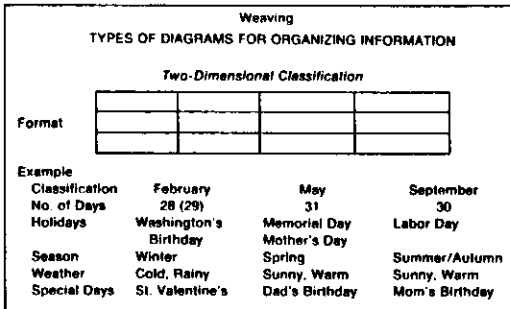 Weaving
TYPES OF DIAGRAMS FOR ORGANIZING INFORMATION
Two-Dimensional Classification
Format
Example
Classification February May September
No. of Days 28 (29) 31 30
Holidays Washington's Memorial Day Labor Day
Birthday Mother's Day
Season Winter Spring Summer/Autumn
Weather Cold, Rainy Sunny, Warm Sunny, Warm
Special Days St. Valentine's Dad's Birthday Mom's Birthday